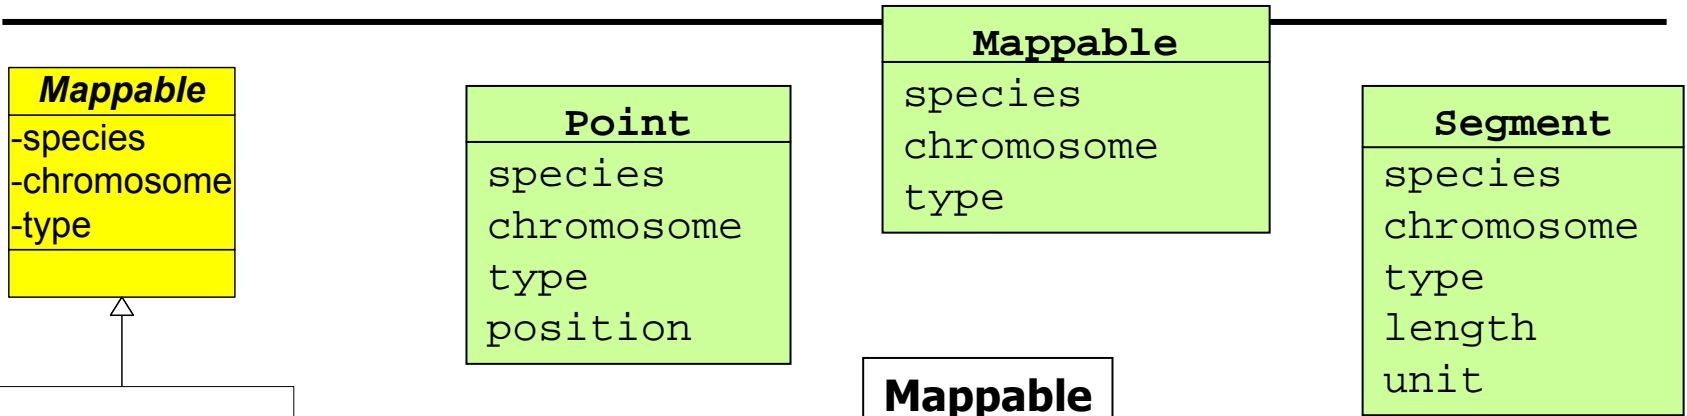 Mappable
-species
-chromosome
-type
Point
species
chromosome
type
position
Mappable
species
chromosome
type
Mappable
Segment
species
chromosome
type
length
unit